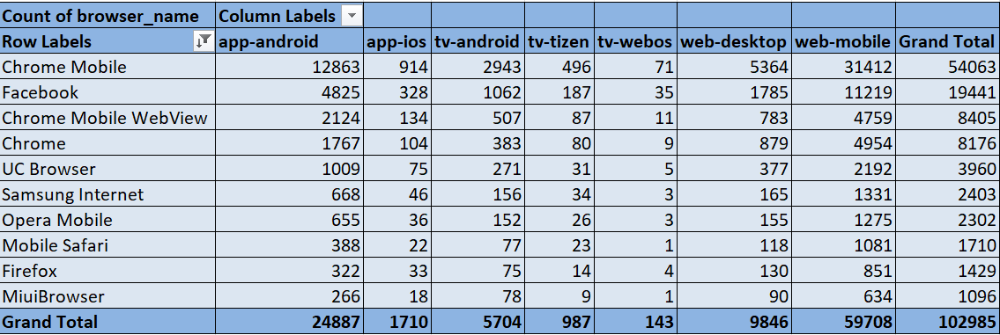 Count of browser_name Column Labels
Row Labels app-android app-ios tv-android tv-tizen tv-webos web-desktop web-mobile Grand Total
Chrome Mobile 12863 914 2943 496 71 5364 31412 54063
Facebook 4825 328 1062 187 35 1785 11219 19441
Chrome Mobile WebView 2124 134 507 87 11 783 4759 8405
Chrome 1767 104 383 80 9 879 4954 8176
UC Browser 1009 75 271 31 5 377 2192 3960
Samsung Internet 668 46 156 34 3 165 1331 2403
Opera Mobile 655 36 152 26 3 155 1275 2302
Mobile Safari 388 22 77 23 1 118 1081 1710
Firefox 322 33 75 14 4 130 851 1429
MiuiBrowser 266 18 78 9 1 90 634 1096
Grand Total 24887 1710 5704 987 143 9846 59708 102985